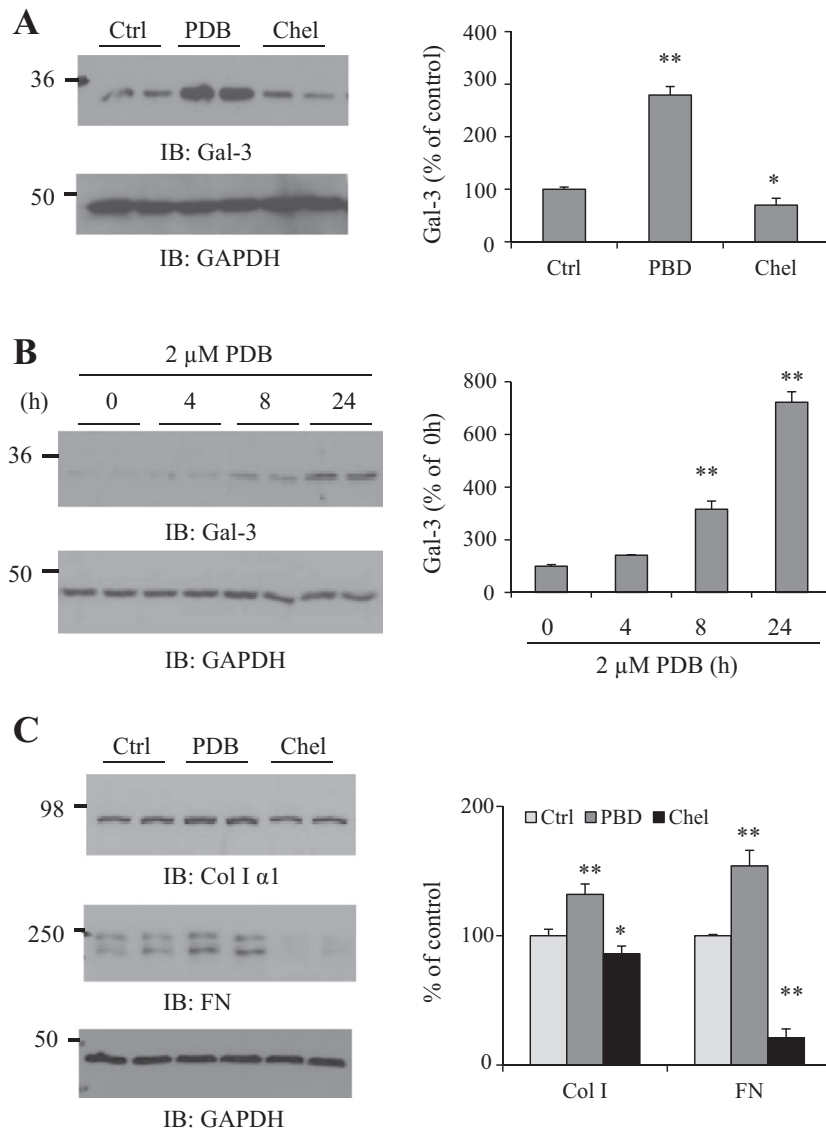 A
Ctrl PDB Chel
36
IB: Gal-3
50
IB: GAPDH
Gal-3 (% of control)
400
300
200
100
0
**
*
Ctrl PBD Chel
B
2 µM PDB
(h) 0 4 8 24
36
IB: Gal-3
50
IB: GAPDH
Gal-3 (% of 0h)
800
600
400
300
0
**
**
0 4 8 24
2 µM PDB (h)
C
Ctrl PDB Chel
98
IB: Col I α1
250
IB: FN
50
IB: GAPDH
% of control
200
100
0
Ctrl PBD Chel
**
*
**
**
Col I FN